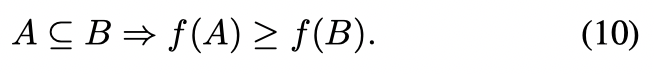 A ⊆ B ⇒ f(A) ≥ f(B). (10)